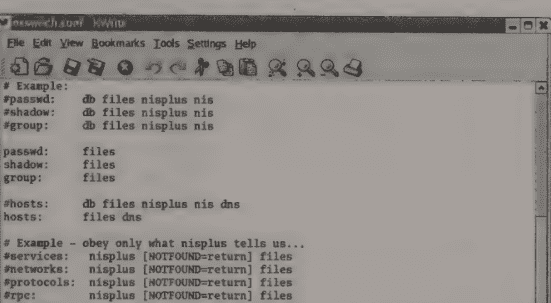 nsswitch.conf KWrite
File Edit View Bookmarks Tools Settings Help
# Example:
#passwd: db files nisplus nis
#shadow: db files nisplus nis
#group: db files nisplus nis
passwd: files
shadow: files
group: files
#hosts: db files nisplus nis dns
hosts: files dns
# Example - obey only what nisplus tells us...
#services: nisplus [NOTFOUND=return] files
#networks: nisplus [NOTFOUND=return] files
#protocols: nisplus [NOTFOUND=return] files
#rpc: nisplus [NOTFOUND=return] files